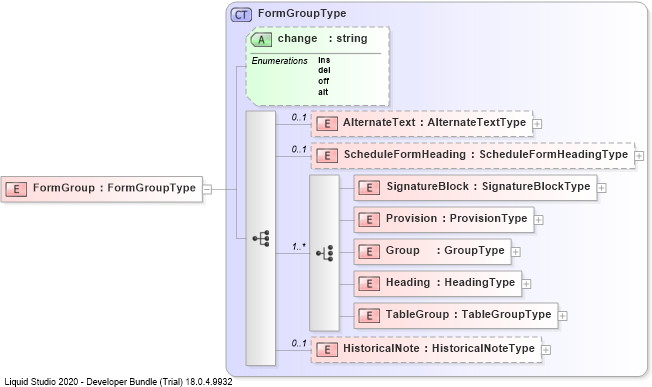 CT FormGroupType
A change : string
Enumerations ins
del
off
alt
0..1 E AlternateText : AlternateTextType
0..1 E ScheduleFormHeading : ScheduleFormHeadingType
E FormGroup : FormGroupType
E SignatureBlock : SignatureBlockType
E Provision : ProvisionType
1..* E Group : GroupType
E Heading : HeadingType
E TableGroup : TableGroupType
0..1 E HistoricalNote : HistoricalNoteType
Liquid Studio 2020 - Developer Bundle (Trial) 18.0.4.9932